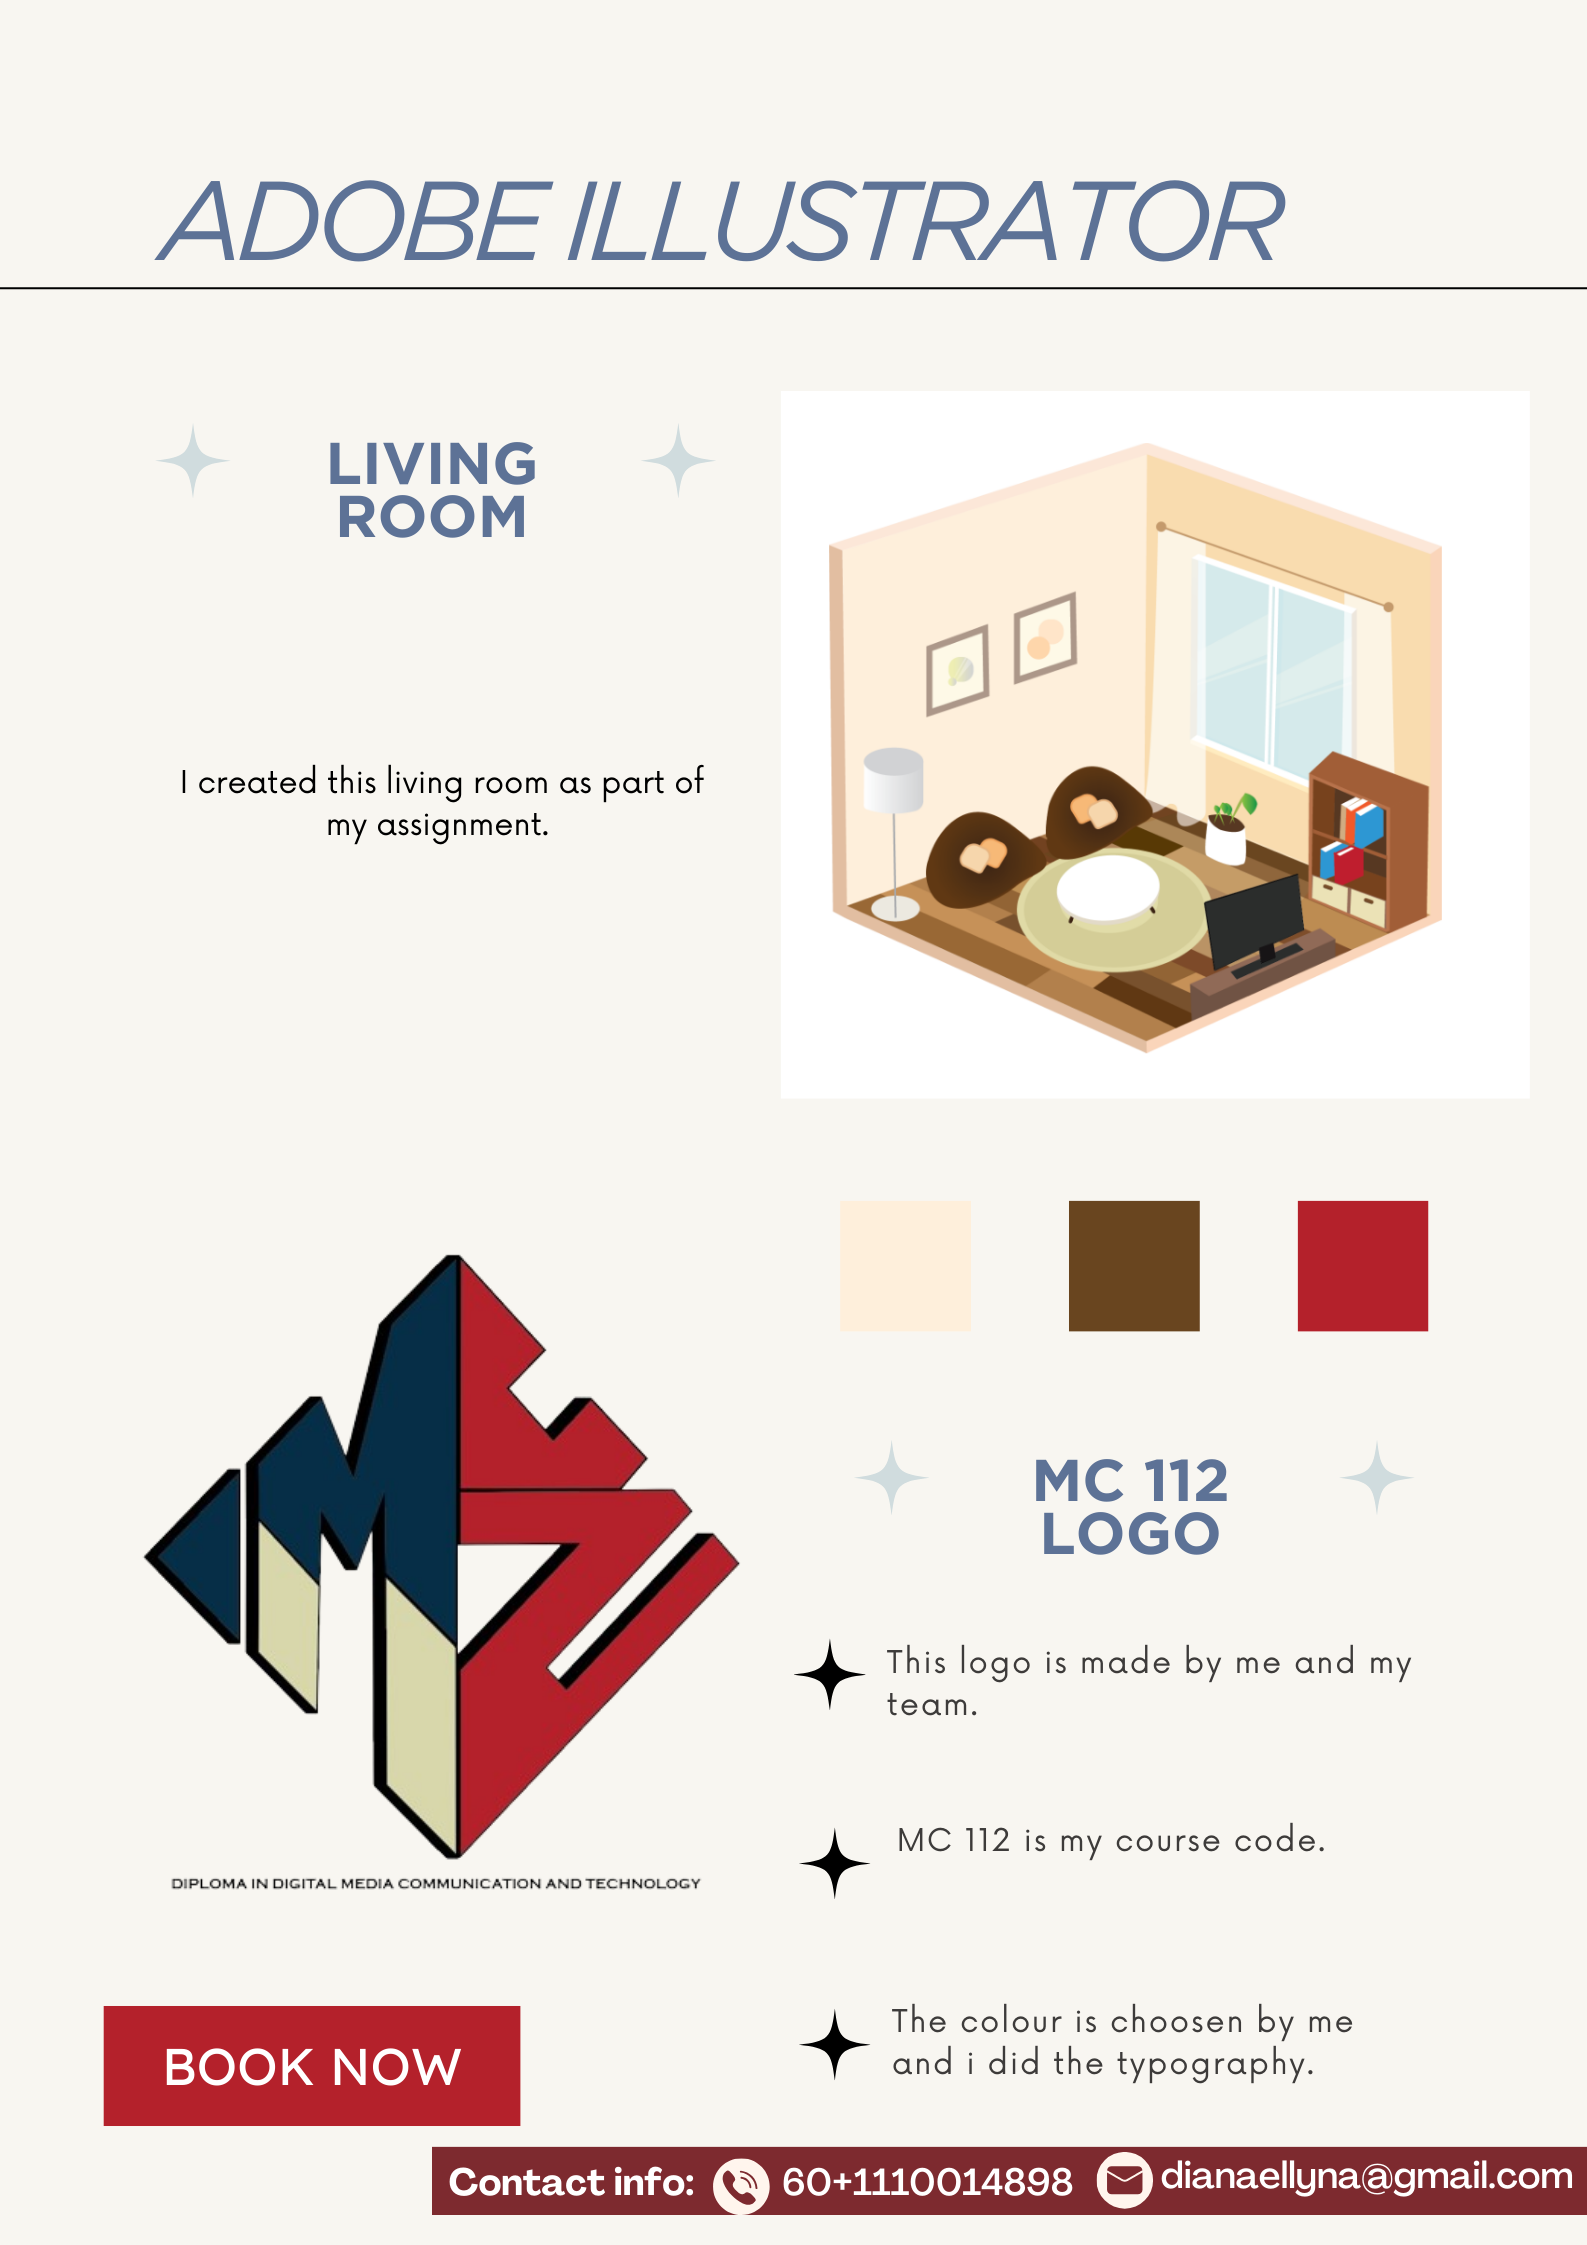 ADOBE ILLUSTRATOR
LIVING
ROOM
I created this living room as part of
my assignment.
DIPLOMA IN DIGITAL MEDIA COMMUNICATION AND TECHNOLOGY
MC 112
LOGO
This logo is made by me and my
team.
MC 112 is my course code.
The colour is choosen by me
and i did the typography.
BOOK NOW
Contact info: 60+1110014898 dianaellyna@gmail.com